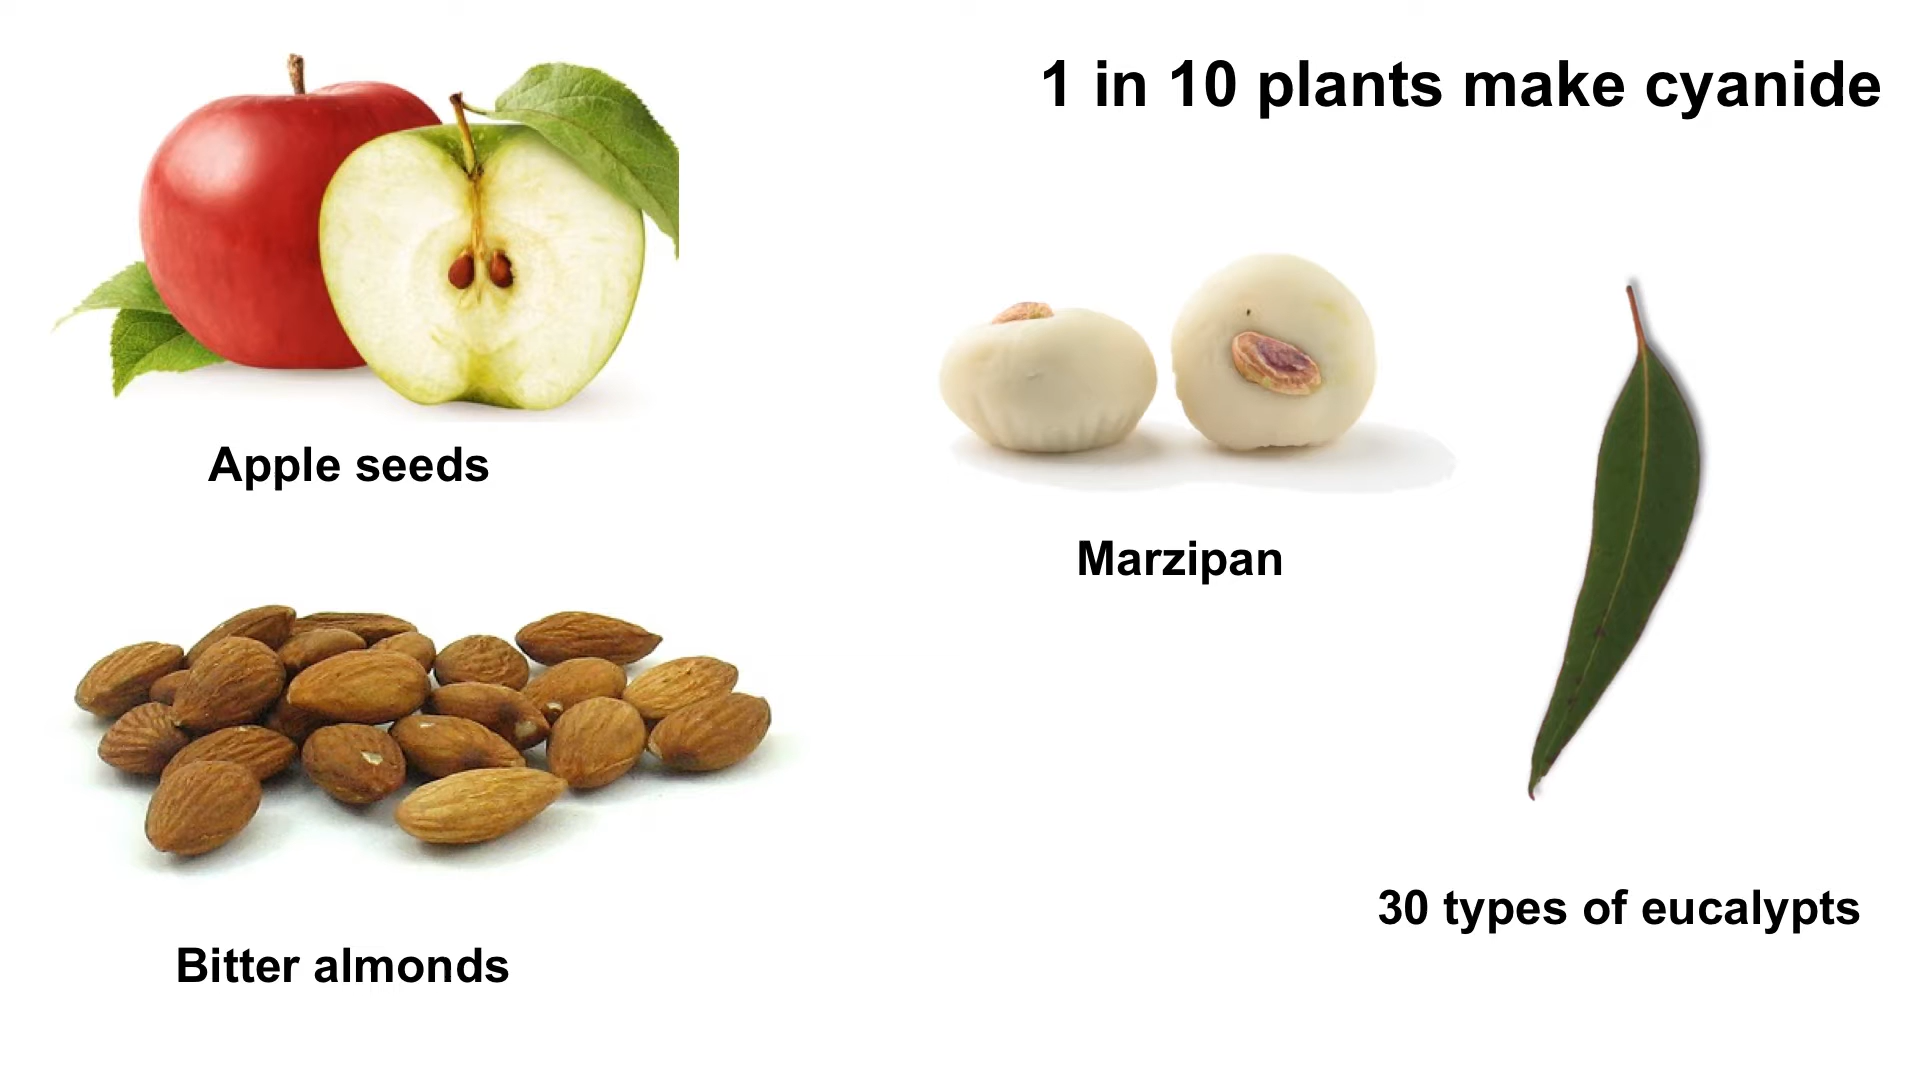 1 in 10 plants make cyanide
Apple seeds
Marzipan
30 types of eucalypts
Bitter almonds